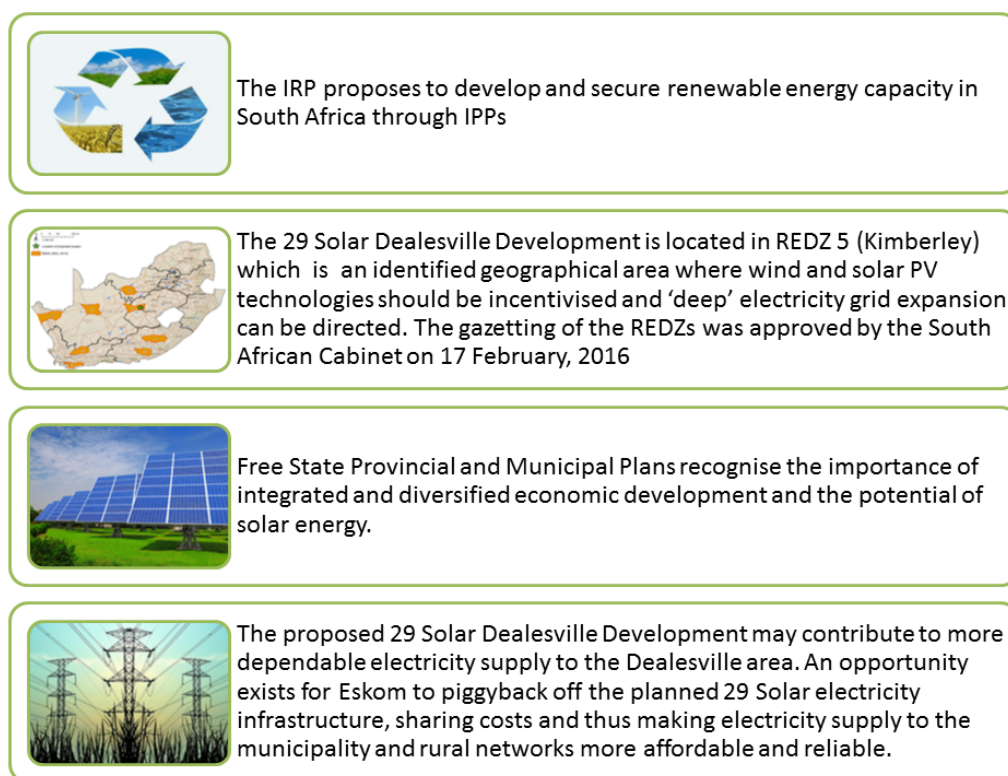 The IRP proposes to develop and secure renewable energy capacity in
South Africa through IPPs
The 29 Solar Dealesville Development is located in REDZ 5 (Kimberley)
which is an identified geographical area where wind and solar PV
technologies should be incentivised and ‘deep’ electricity grid expansion
can be directed. The gazetting of the REDZs was approved by the South
African Cabinet on 17 February, 2016
Free State Provincial and Municipal Plans recognise the importance of
integrated and diversified economic development and the potential of
solar energy.
The proposed 29 Solar Dealesville Development may contribute to more
dependable electricity supply to the Dealesville area. An opportunity
exists for Eskom to piggyback off the planned 29 Solar electricity
infrastructure, sharing costs and thus making electricity supply to the
municipality and rural networks more affordable and reliable.